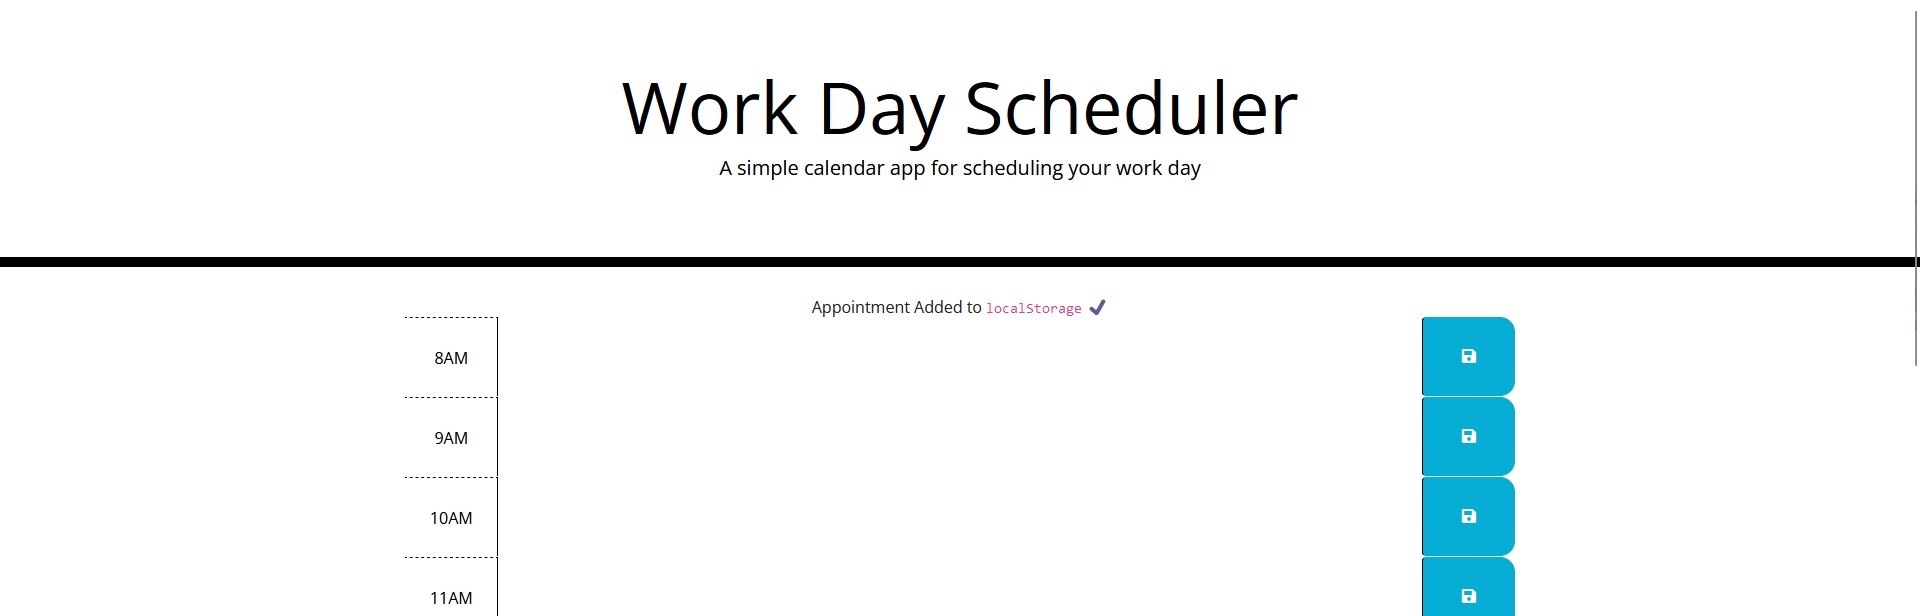 Work Day Scheduler
A simple calendar app for scheduling your work day
Appointment Added to localStorage ✔
8AM
9AM
10AM
11AM